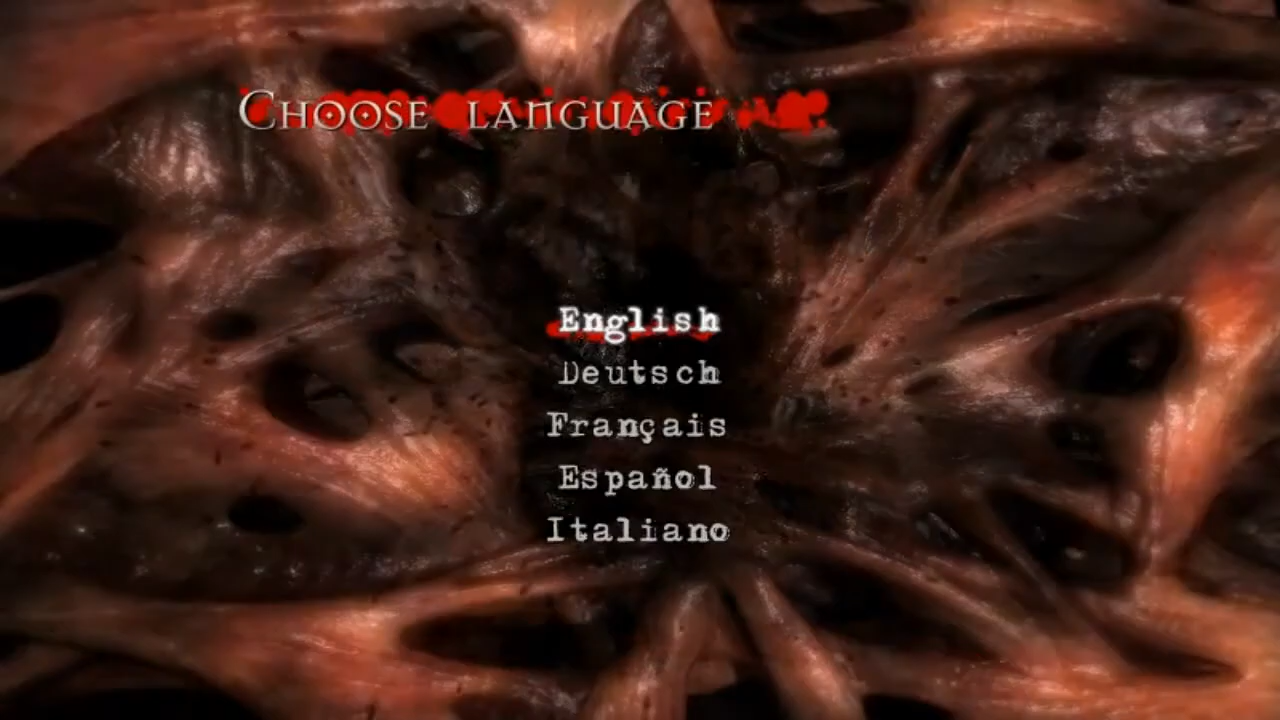 Choose language
English
Deutsch
Français
Español
Italiano